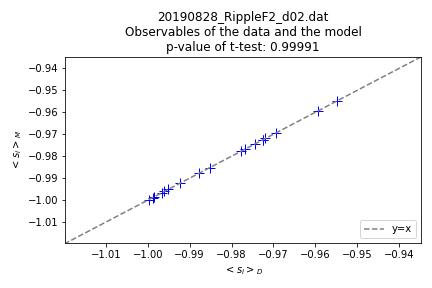 20190828_RippleF2_d02.dat
Observables of the data and the model
p-value of t-test: 0.99991
−0.94
−0.95
−0.96
−0.97
−0.98
−0.99
−1.00
−1.01
< s_i >_M
y=x
−1.01
−1.00
−0.99
−0.98
−0.97
−0.96
−0.95
−0.94
< s_i >_D